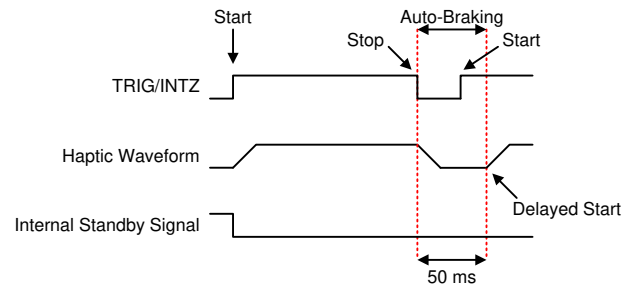 Start
Auto-Braking
Stop
Start
TRIG/INTZ
Haptic Waveform
Delayed Start
Internal Standby Signal
50 ms